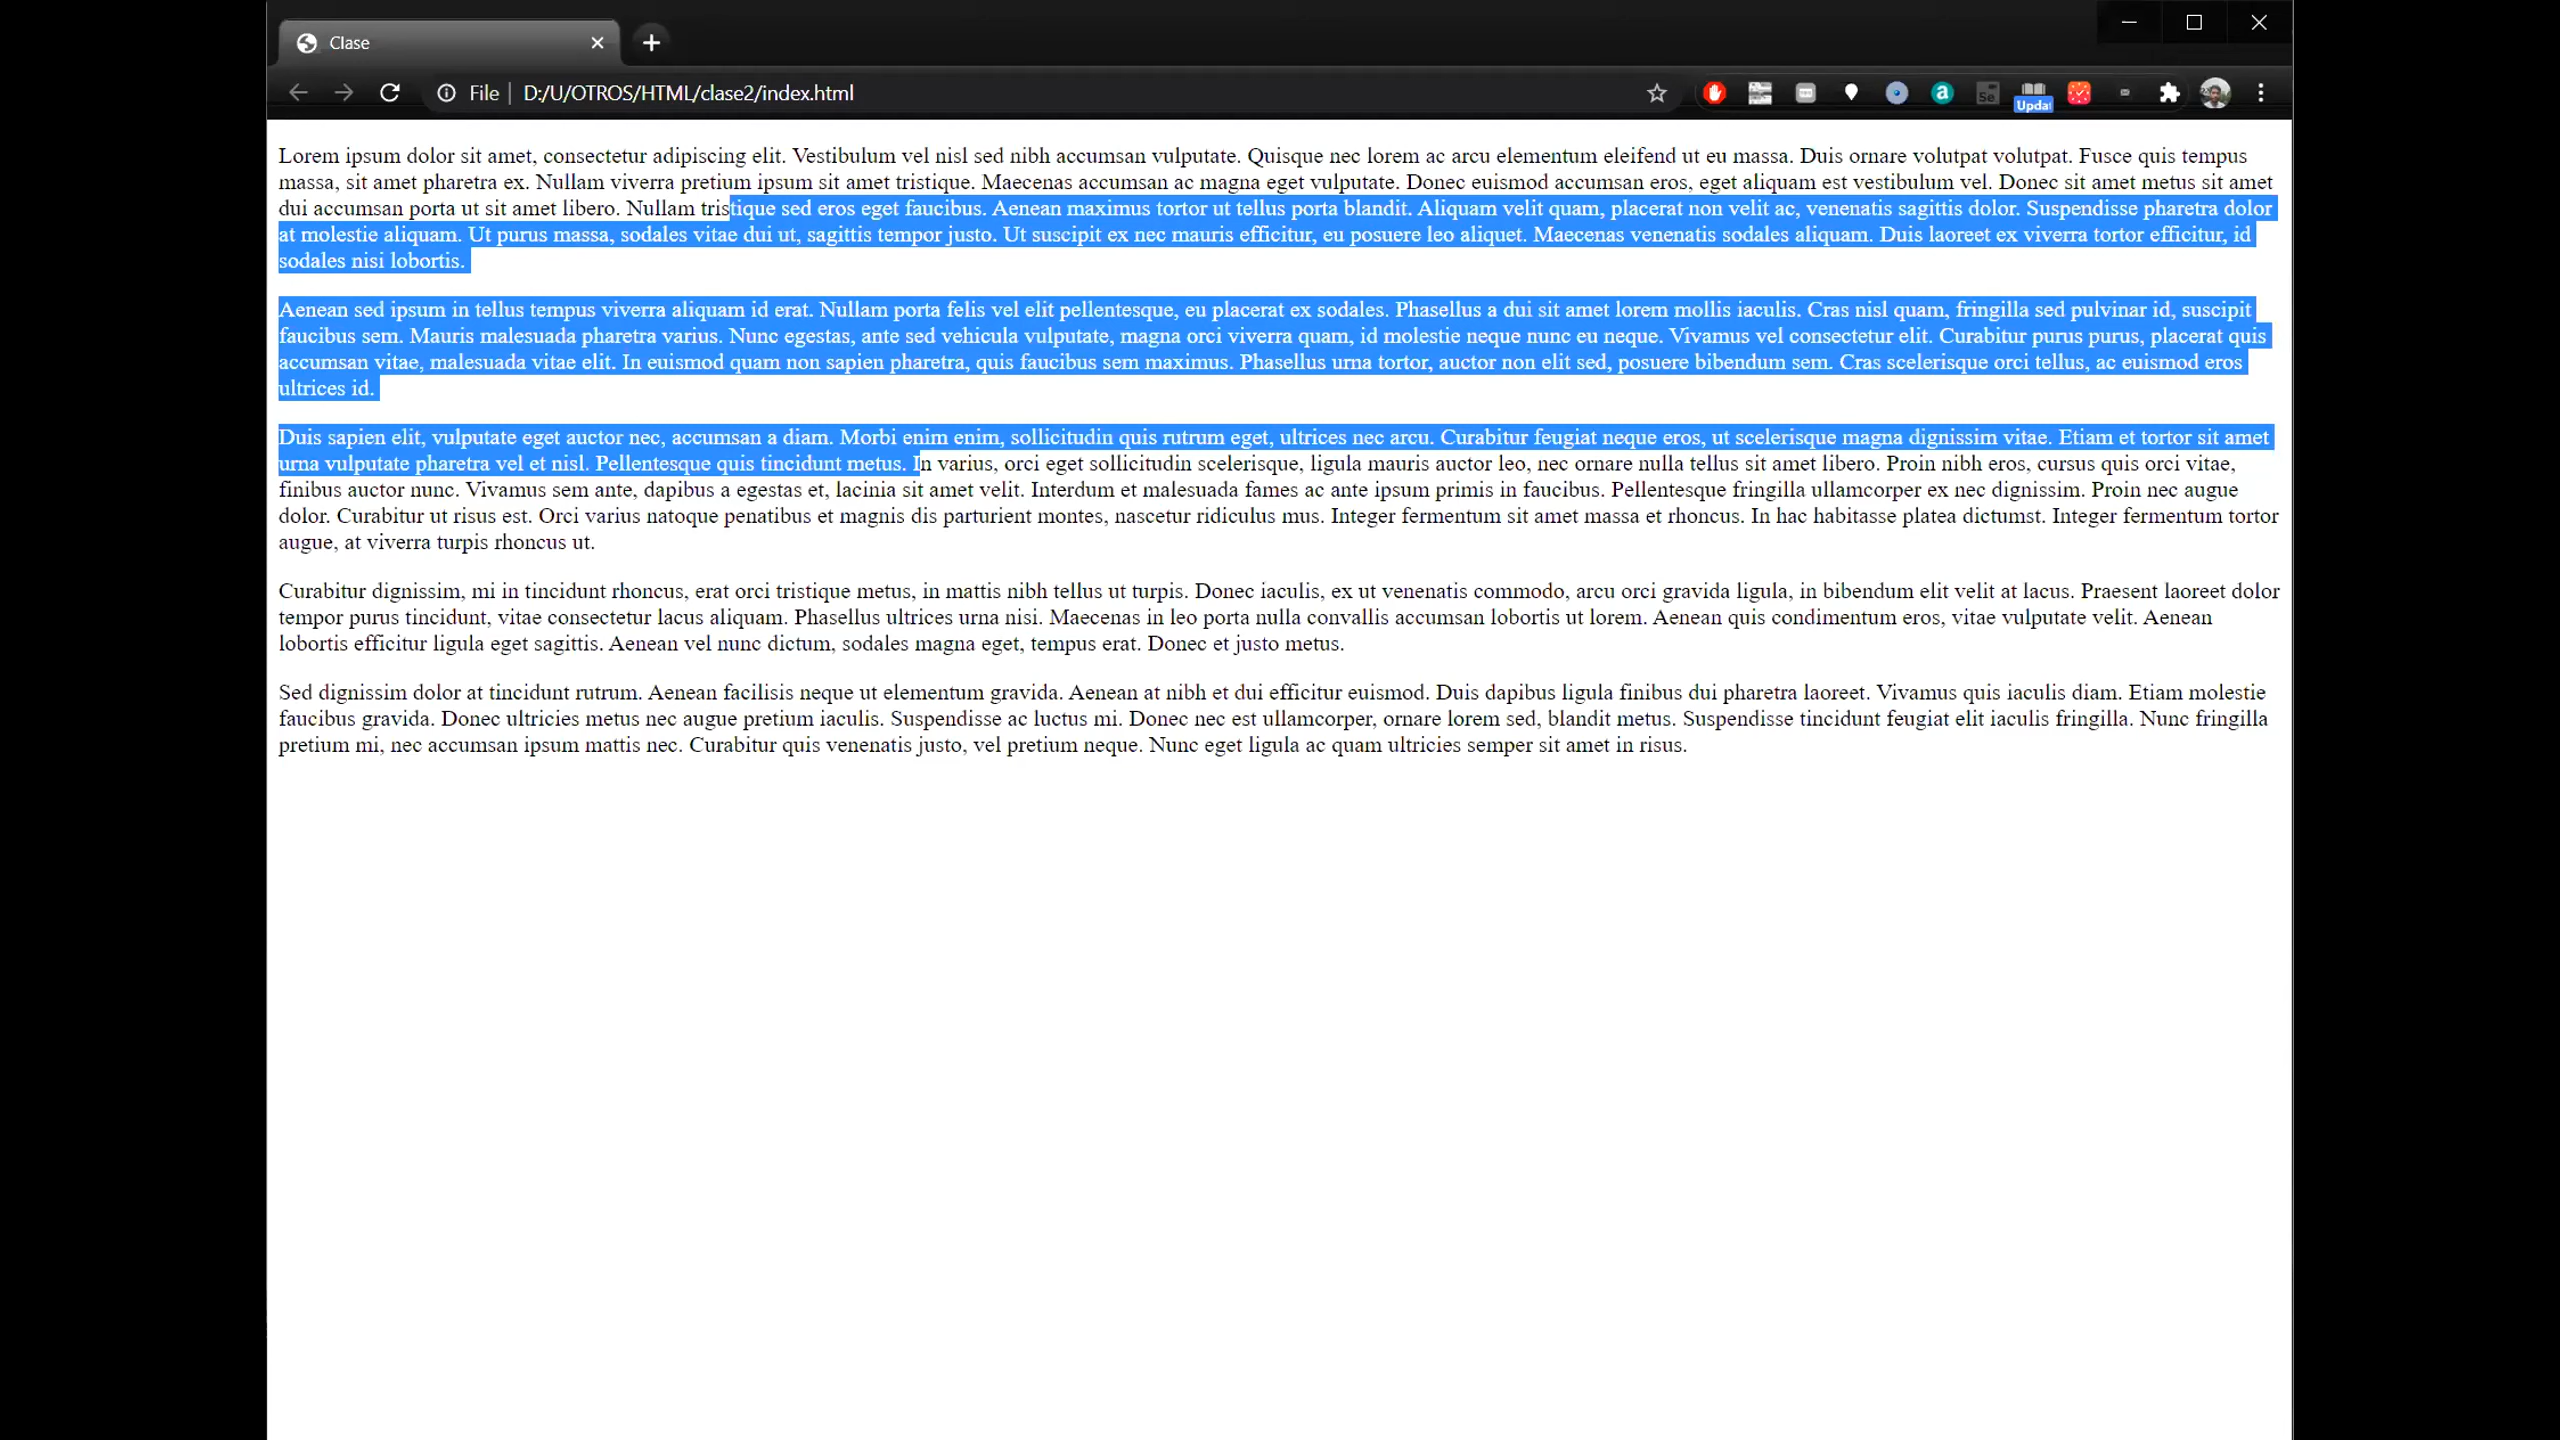 Clase
File | D:/U/OTROS/HTML/clase2/index.html
Se
Updat
Lorem ipsum dolor sit amet, consectetur adipiscing elit. Vestibulum vel nisl sed nibh accumsan vulputate. Quisque nec lorem ac arcu elementum eleifend ut eu massa. Duis ornare volutpat volutpat. Fusce quis tempus
massa, sit amet pharetra ex. Nullam viverra pretium ipsum sit amet tristique. Maecenas accumsan ac magna eget vulputate. Donec euismod accumsan eros, eget aliquam est vestibulum vel. Donec sit amet metus sit amet
dui accumsan porta ut sit amet libero. Nullam tristique sed eros eget faucibus. Aenean maximus tortor ut tellus porta blandit. Aliquam velit quam, placerat non velit ac, venenatis sagittis dolor. Suspendisse pharetra dolor
at molestie aliquam. Ut purus massa, sodales vitae dui ut, sagittis tempor justo. Ut suscipit ex nec mauris efficitur, eu posuere leo aliquet. Maecenas venenatis sodales aliquam. Duis laoreet ex viverra tortor efficitur, id
sodales nisi lobortis.
Aenean sed ipsum in tellus tempus viverra aliquam id erat. Nullam porta felis vel elit pellentesque, eu placerat ex sodales. Phasellus a dui sit amet lorem mollis iaculis. Cras nisl quam, fringilla sed pulvinar id, suscipit
faucibus sem. Mauris malesuada pharetra varius. Nunc egestas, ante sed vehicula vulputate, magna orci viverra quam, id molestie neque nunc eu neque. Vivamus vel consectetur elit. Curabitur purus purus, placerat quis
accumsan vitae, malesuada vitae elit. In euismod quam non sapien pharetra, quis faucibus sem maximus. Phasellus urna tortor, auctor non elit sed, posuere bibendum sem. Cras scelerisque orci tellus, ac euismod eros
ultrices id.
Duis sapien elit, vulputate eget auctor nec, accumsan a diam. Morbi enim enim, sollicitudin quis rutrum eget, ultrices nec arcu. Curabitur feugiat neque eros, ut scelerisque magna dignissim vitae. Etiam et tortor sit amet
urna vulputate pharetra vel et nisl. Pellentesque quis tincidunt metus. In varius, orci eget sollicitudin scelerisque, ligula mauris auctor leo, nec ornare nulla tellus sit amet libero. Proin nibh eros, cursus quis orci vitae,
finibus auctor nunc. Vivamus sem ante, dapibus a egestas et, lacinia sit amet velit. Interdum et malesuada fames ac ante ipsum primis in faucibus. Pellentesque fringilla ullamcorper ex nec dignissim. Proin nec augue
dolor. Curabitur ut risus est. Orci varius natoque penatibus et magnis dis parturient montes, nascetur ridiculus mus. Integer fermentum sit amet massa et rhoncus. In hac habitasse platea dictumst. Integer fermentum tortor
augue, at viverra turpis rhoncus ut.
Curabitur dignissim, mi in tincidunt rhoncus, erat orci tristique metus, in mattis nibh tellus ut turpis. Donec iaculis, ex ut venenatis commodo, arcu orci gravida ligula, in bibendum elit velit at lacus. Praesent laoreet dolor
tempor purus tincidunt, vitae consectetur lacus aliquam. Phasellus ultrices urna nisi. Maecenas in leo porta nulla convallis accumsan lobortis ut lorem. Aenean quis condimentum eros, vitae vulputate velit. Aenean
lobortis efficitur ligula eget sagittis. Aenean vel nunc dictum, sodales magna eget, tempus erat. Donec et justo metus.
Sed dignissim dolor at tincidunt rutrum. Aenean facilisis neque ut elementum gravida. Aenean at nibh et dui efficitur euismod. Duis dapibus ligula finibus dui pharetra laoreet. Vivamus quis iaculis diam. Etiam molestie
faucibus gravida. Donec ultricies metus nec augue pretium iaculis. Suspendisse ac luctus mi. Donec nec est ullamcorper, ornare lorem sed, blandit metus. Suspendisse tincidunt feugiat elit iaculis fringilla. Nunc fringilla
pretium mi, nec accumsan ipsum mattis nec. Curabitur quis venenatis justo, vel pretium neque. Nunc eget ligula ac quam ultricies semper sit amet in risus.